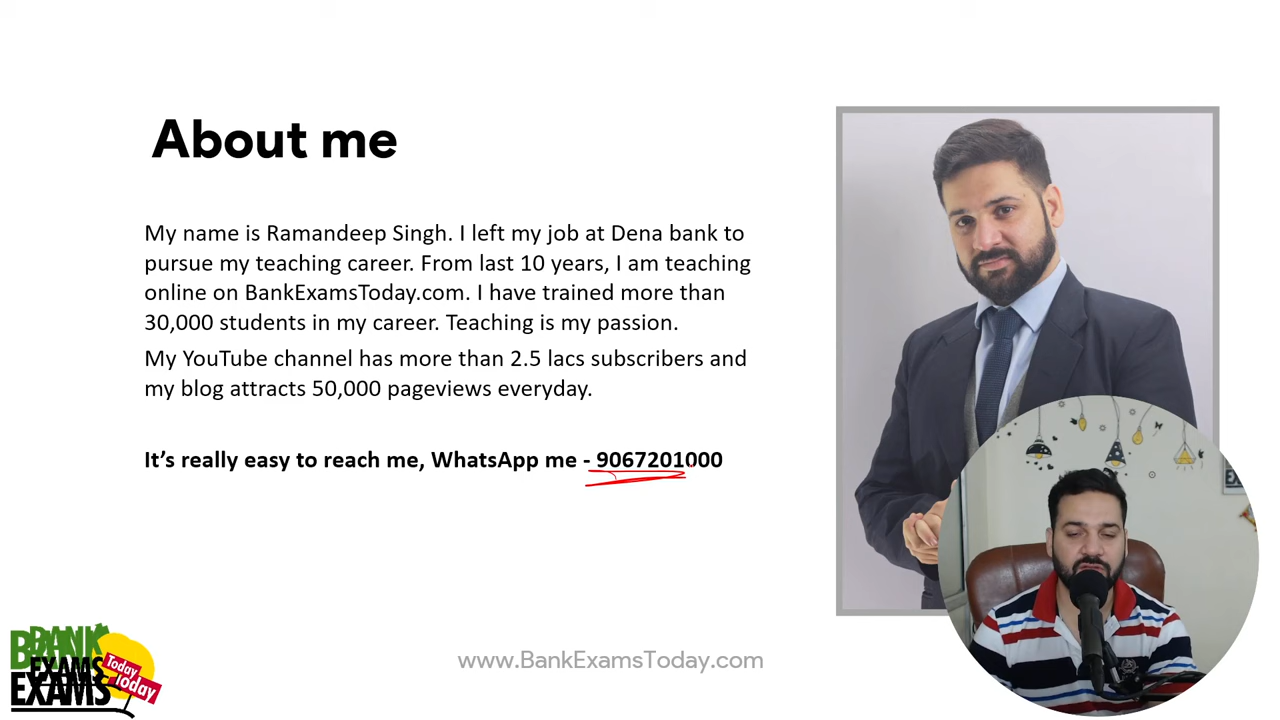 About me
My name is Ramandeep Singh. I left my job at Dena bank to
pursue my teaching career. From last 10 years, I am teaching
online on BankExamsToday.com. I have trained more than
30,000 students in my career. Teaching is my passion.
My YouTube channel has more than 2.5 lacs subscribers and
my blog attracts 50,000 pageviews everyday.
It’s really easy to reach me, WhatsApp me - 9067201000
BANK
EXAMS
Today
EXAMS
Today
www.BankExamsToday.com